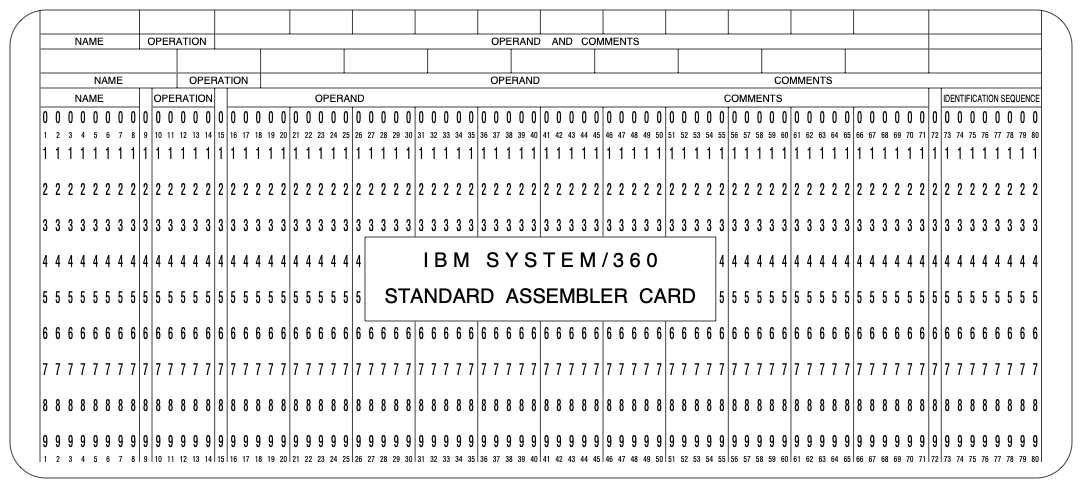 NAME OPERATION OPERAND AND COMMENTS
NAME OPERATION OPERAND COMMENTS
NAME OPERATION OPERAND COMMENTS IDENTIFICATION SEQUENCE
0 0 0 0 0 0 0 0 0 0 0 0 0 0 0 0 0 0 0 0 0 0 0 0 0 0 0 0 0 0 0 0 0 0 0 0 0 0 0 0 0 0 0 0 0 0 0 0 0 0 0 0 0 0 0 0 0 0 0 0 0 0 0 0 0 0 0 0 0 0 0 0 0 0 0 0 0 0 0 0
1 2 3 4 5 6 7 8 9 10 11 12 13 14 15 16 17 18 19 20 21 22 23 24 25 26 27 28 29 30 31 32 33 34 35 36 37 38 39 40 41 42 43 44 45 46 47 48 49 50 51 52 53 54 55 56 57 58 59 60 61 62 63 64 65 66 67 68 69 70 71 72 73 74 75 76 77 78 79 80
1 1 1 1 1 1 1 1 1 1 1 1 1 1 1 1 1 1 1 1 1 1 1 1 1 1 1 1 1 1 1 1 1 1 1 1 1 1 1 1 1 1 1 1 1 1 1 1 1 1 1 1 1 1 1 1 1 1 1 1 1 1 1 1 1 1 1 1 1 1 1 1 1 1 1 1 1 1 1 1
2 2 2 2 2 2 2 2 2 2 2 2 2 2 2 2 2 2 2 2 2 2 2 2 2 2 2 2 2 2 2 2 2 2 2 2 2 2 2 2 2 2 2 2 2 2 2 2 2 2 2 2 2 2 2 2 2 2 2 2 2 2 2 2 2 2 2 2 2 2 2 2 2 2 2 2 2 2 2 2
3 3 3 3 3 3 3 3 3 3 3 3 3 3 3 3 3 3 3 3 3 3 3 3 3 3 3 3 3 3 3 3 3 3 3 3 3 3 3 3 3 3 3 3 3 3 3 3 3 3 3 3 3 3 3 3 3 3 3 3 3 3 3 3 3 3 3 3 3 3 3 3 3 3 3 3 3 3 3 3
4 4 4 4 4 4 4 4 4 4 4 4 4 4 4 4 4 4 4 4 4 4 4 4 4 4 IBM SYSTEM/360 4 4 4 4 4 4 4 4 4 4 4 4 4 4 4 4 4 4 4 4 4 4 4 4 4 4
5 5 5 5 5 5 5 5 5 5 5 5 5 5 5 5 5 5 5 5 5 5 5 5 5 5 STANDARD ASSEMBLER CARD 5 5 5 5 5 5 5 5 5 5 5 5 5 5 5 5 5 5 5 5 5 5 5 5 5 5
6 6 6 6 6 6 6 6 6 6 6 6 6 6 6 6 6 6 6 6 6 6 6 6 6 6 6 6 6 6 6 6 6 6 6 6 6 6 6 6 6 6 6 6 6 6 6 6 6 6 6 6 6 6 6 6 6 6 6 6 6 6 6 6 6 6 6 6 6 6 6 6 6 6 6 6 6 6 6 6
7 7 7 7 7 7 7 7 7 7 7 7 7 7 7 7 7 7 7 7 7 7 7 7 7 7 7 7 7 7 7 7 7 7 7 7 7 7 7 7 7 7 7 7 7 7 7 7 7 7 7 7 7 7 7 7 7 7 7 7 7 7 7 7 7 7 7 7 7 7 7 7 7 7 7 7 7 7 7 7
8 8 8 8 8 8 8 8 8 8 8 8 8 8 8 8 8 8 8 8 8 8 8 8 8 8 8 8 8 8 8 8 8 8 8 8 8 8 8 8 8 8 8 8 8 8 8 8 8 8 8 8 8 8 8 8 8 8 8 8 8 8 8 8 8 8 8 8 8 8 8 8 8 8 8 8 8 8 8 8
9 9 9 9 9 9 9 9 9 9 9 9 9 9 9 9 9 9 9 9 9 9 9 9 9 9 9 9 9 9 9 9 9 9 9 9 9 9 9 9 9 9 9 9 9 9 9 9 9 9 9 9 9 9 9 9 9 9 9 9 9 9 9 9 9 9 9 9 9 9 9 9 9 9 9 9 9 9 9 9
1 2 3 4 5 6 7 8 9 10 11 12 13 14 15 16 17 18 19 20 21 22 23 24 25 26 27 28 29 30 31 32 33 34 35 36 37 38 39 40 41 42 43 44 45 46 47 48 49 50 51 52 53 54 55 56 57 58 59 60 61 62 63 64 65 66 67 68 69 70 71 72 73 74 75 76 77 78 79 80